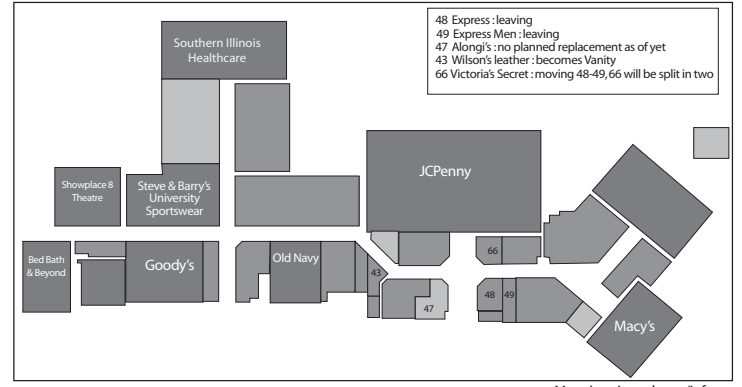 48 Express : leaving
49 Express Men : leaving
47 Alongi's : no planned replacement as of yet
43 Wilson's leather : becomes Vanity
66 Victoria's Secret : moving 48-49, 66 will be split in two
Southern Illinois
Healthcare
JCPenny
Showplace 8
Theatre
Steve & Barry's
University
Sportswear
Bed Bath
& Beyond
Goody's
Old Navy
43
47
66
48
49
Macy's